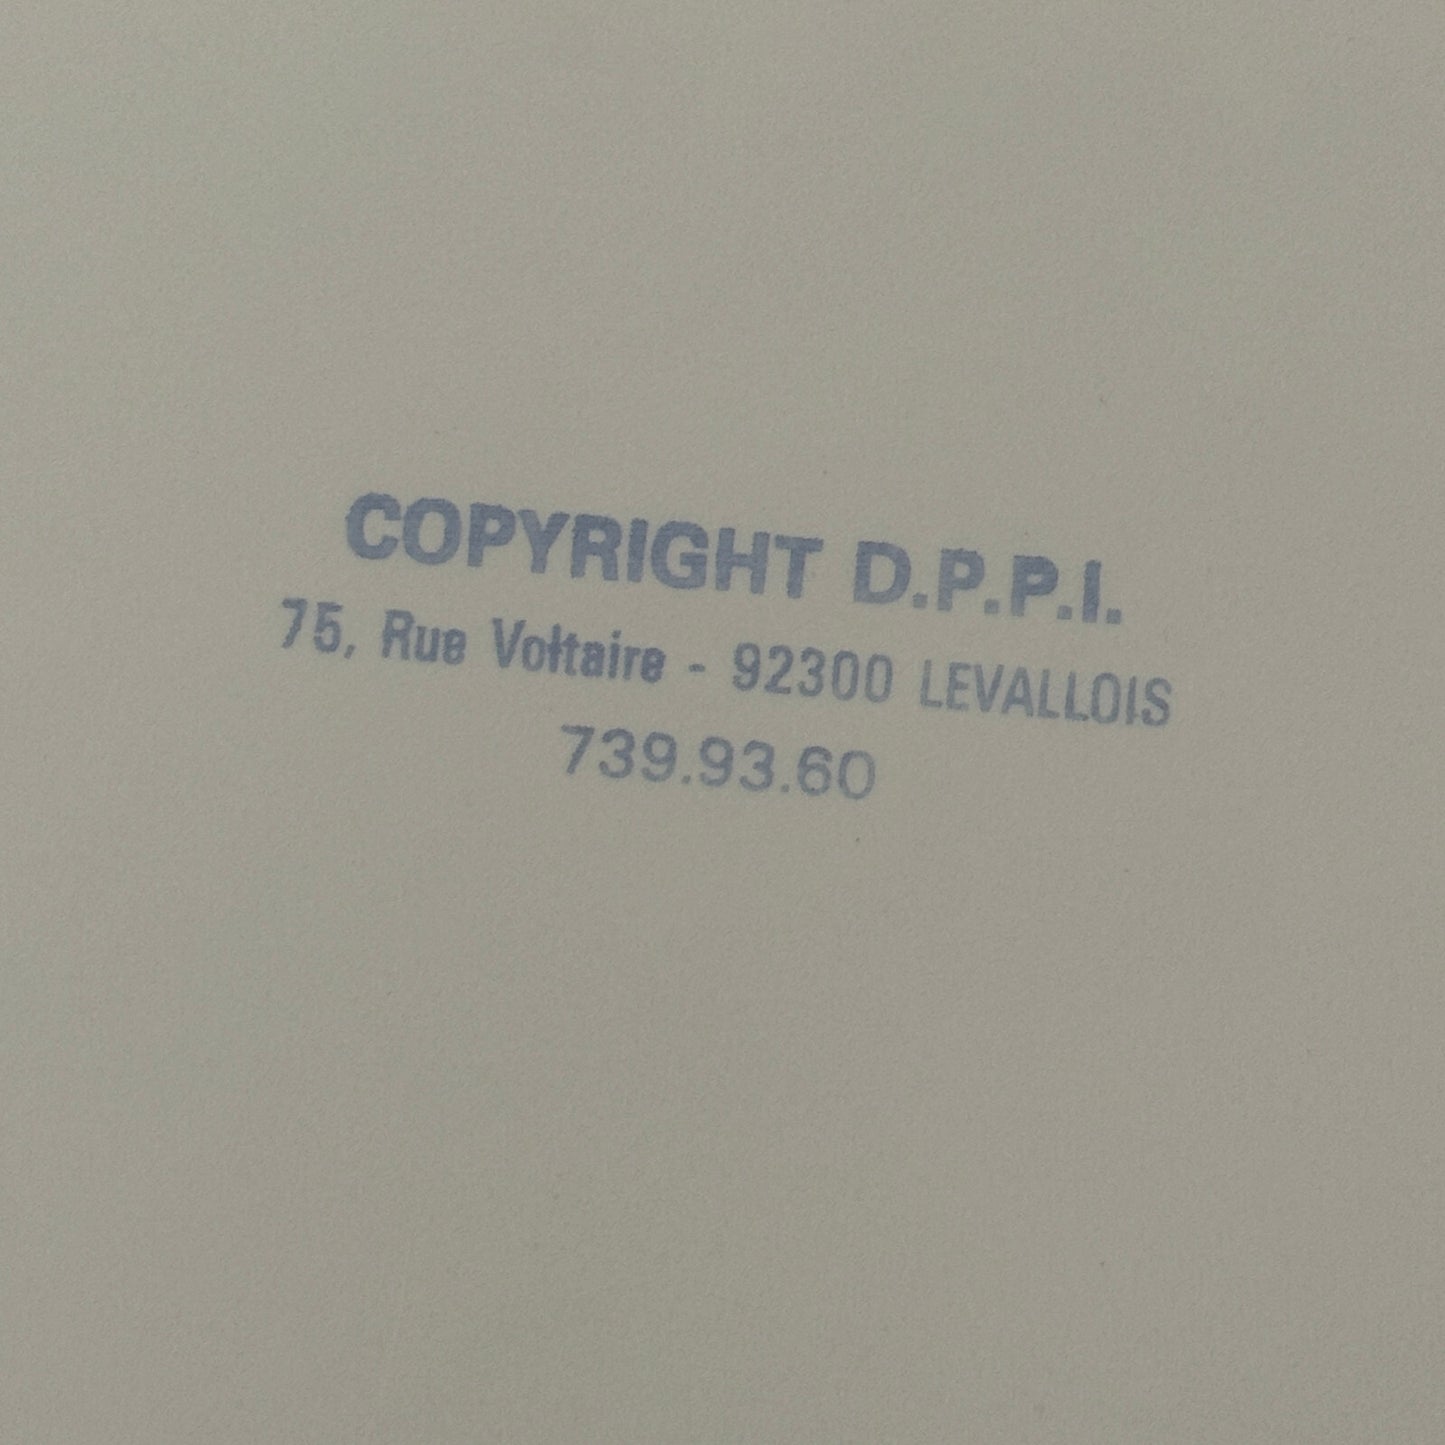 COPYRIGHT D.P.P.I.
75, Rue Voltaire - 92300 LEVALLOIS
739.93.60